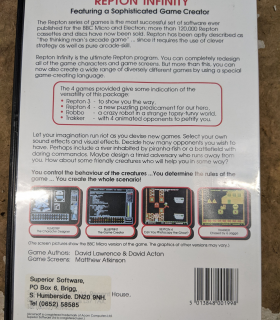 REPTON INFINITY
Featuring a Sophisticated Game Creator
The Repton series of games is the most successful set of software ever
published for the BBC Micro and Electron; more than 120,000 Repton
cassettes and discs have now been sold. Repton has been aptly described as
"the thinking man's arcade game" ... since it requires the use of clever
strategy as well as pure arcade-skill.
Repton Infinity is the ultimate Repton program. You can completely redesign
all of the game characters and game screens. But more than this, you can
now also create a wide range of diversely different games by using a special
game-creating language.
The 4 games provided give some indication of the
versatility of this package:
Repton 3 - to show you the way.
Repton 4 - a new puzzling predicament for our hero.
Robbo - a crazy robot in a strange topsy-turvy world.
Trakker - with 4 animated opponents to pacify you.
Let your imagination run riot as you devise new games. Select your own
sound effects and visual-effects. Decide how many opponents you wish to
have. Perhaps include a river inhabited by piranha-fish or a battlefield with
daring commandos. Maybe design a timid adversary who runs away from
you. How about some friendly creatures who will help you in some way?
You control the behaviour of the creatures ... You determine the rules of the
game ... You create the whole scenario!
(The screen pictures show the BBC Micro version of the game. The graphics of other versions may vary.)
Game Authors: David Lawrence & David Acton
Game Screens: Matthew Atkinson
Superior Software,
PO Box 6, Brigg,
S. Humberside. DN20 9NH.
Tel (0652) 58585
House,
5 013848 001998